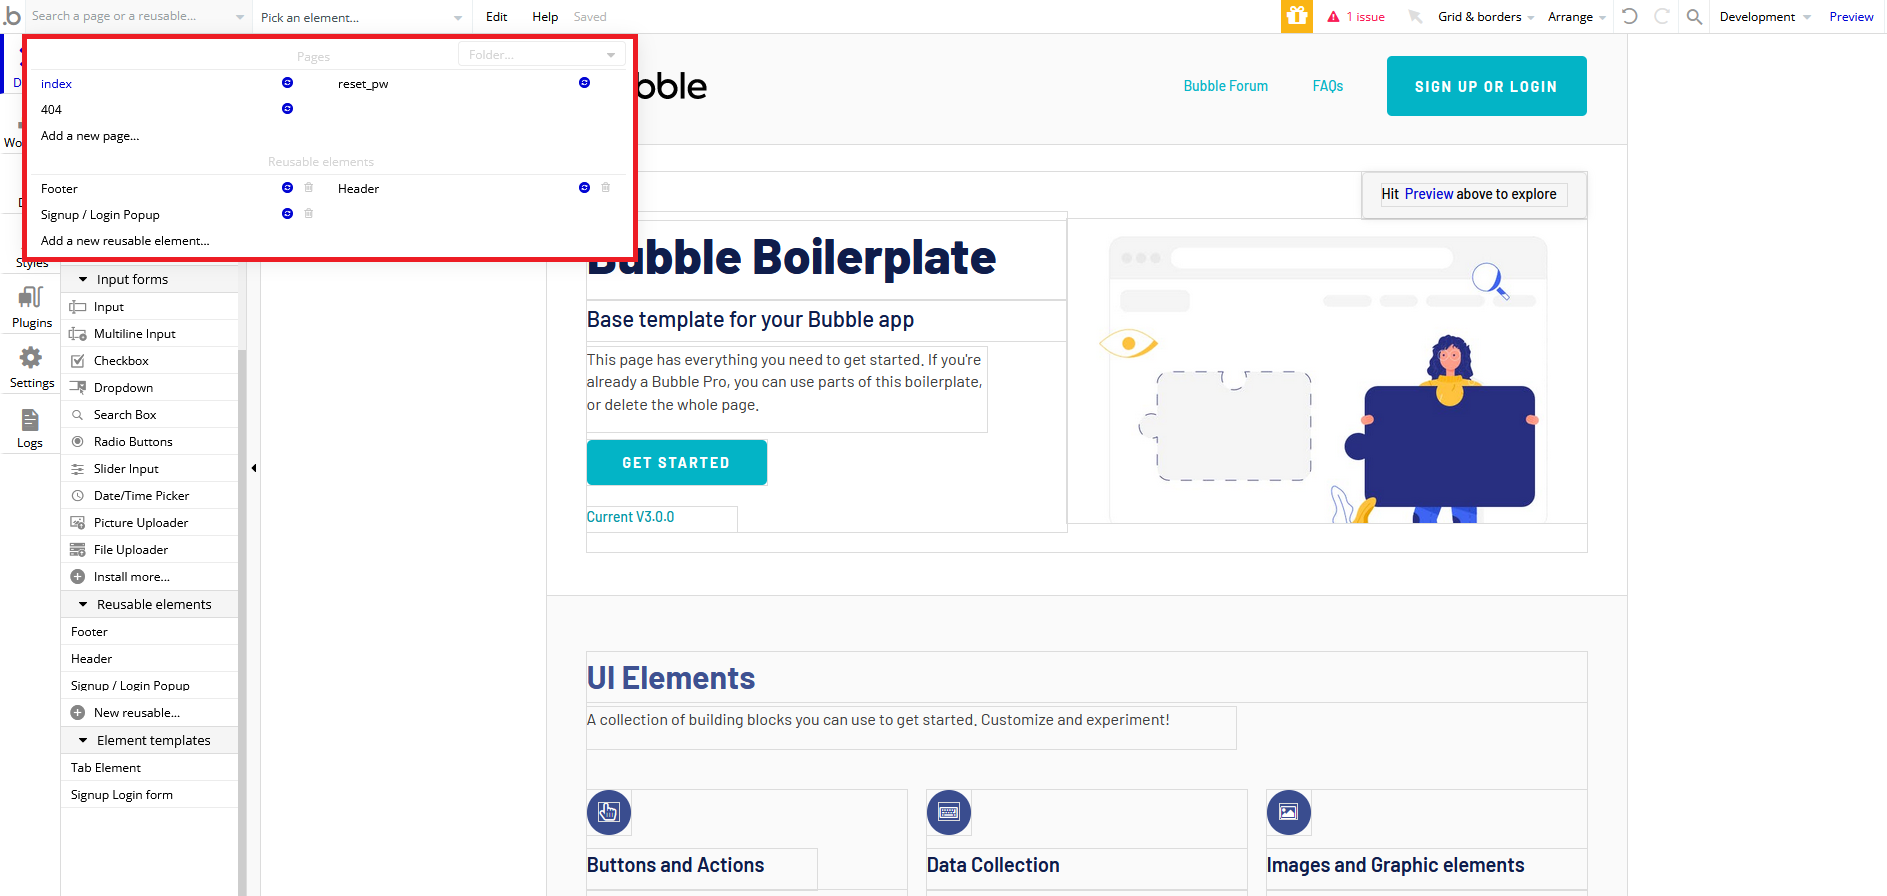 .b Search a page or a reusable... Pick an element... Edit Help Saved 1 issue Grid & borders Arrange Development Preview
Pages Folder...
index reset_pw
404
Add a new page...
Reusable elements
Footer Header
Signup / Login Popup
Add a new reusable element...
Styles
Plugins
Settings
Logs
Input forms
Input
Multiline Input
Checkbox
Dropdown
Search Box
Radio Buttons
Slider Input
Date/Time Picker
Picture Uploader
File Uploader
Install more...
Reusable elements
Footer
Header
Signup / Login Popup
New reusable...
Element templates
Tab Element
Signup Login form
bble Bubble Forum FAQs SIGN UP OR LOGIN
Hit Preview above to explore
Bubble Boilerplate
Base template for your Bubble app
This page has everything you need to get started. If you're
already a Bubble Pro, you can use parts of this boilerplate,
or delete the whole page.
GET STARTED
Current V3.0.0
UI Elements
A collection of building blocks you can use to get started. Customize and experiment!
Buttons and Actions Data Collection Images and Graphic elements